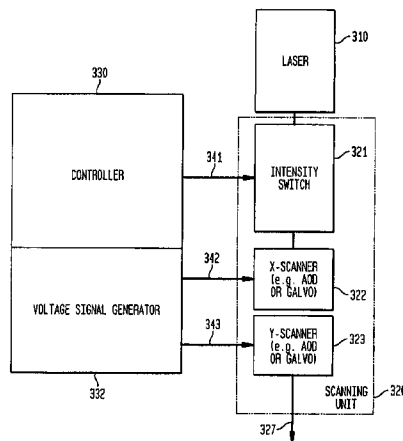 310
LASER
330
CONTROLLER
341
321
INTENSITY
SWITCH
342
X-SCANNER
(e.g. AOD
OR GALVO)
322
VOLTAGE SIGNAL GENERATOR
343
Y-SCANNER
(e.g. AOD
OR GALVO)
323
332
SCANNING
UNIT
320
327